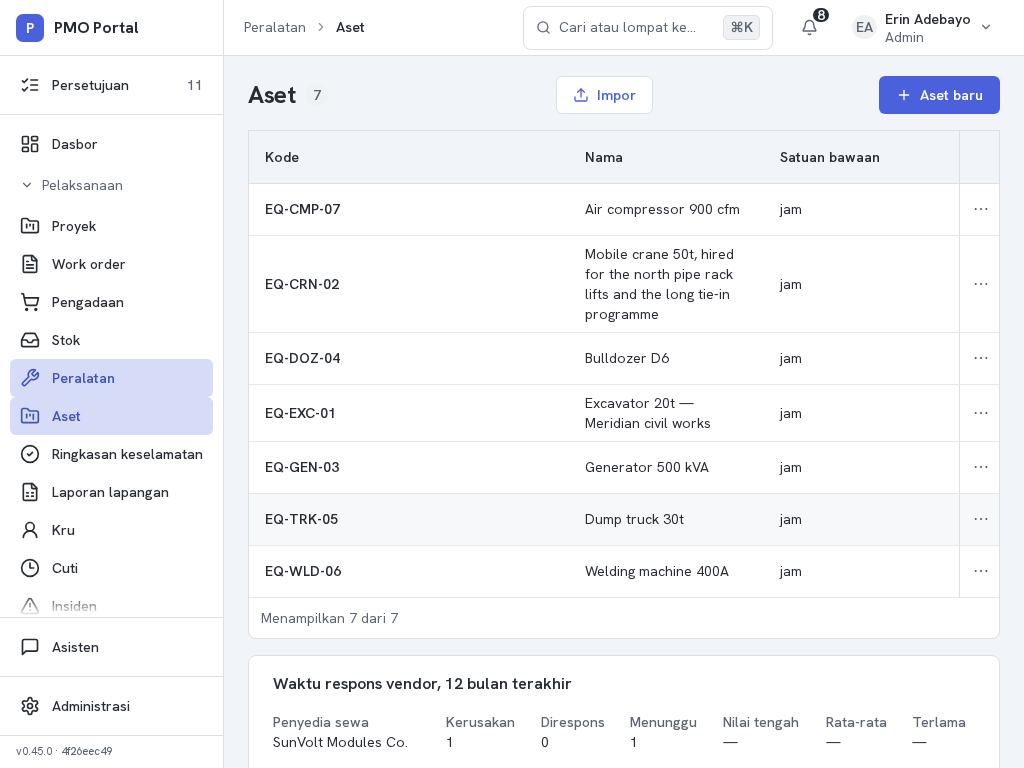 P PMO Portal
Peralatan > Aset
Cari atau lompat ke... ⌘K
8
EA Erin Adebayo
Admin
Persetujuan 11
Dasbor
Pelaksanaan
Proyek
Work order
Pengadaan
Stok
Peralatan
Aset
Ringkasan keselamatan
Laporan lapangan
Kru
Cuti
Insiden
Asisten
Administrasi
v0.45.0 · 4f26eec49
Aset 7
Impor
+ Aset baru
Kode Nama Satuan bawaan
EQ-CMP-07 Air compressor 900 cfm jam ...
EQ-CRN-02 Mobile crane 50t, hired
for the north pipe rack
lifts and the long tie-in
programme jam ...
EQ-DOZ-04 Bulldozer D6 jam ...
EQ-EXC-01 Excavator 20t —
Meridian civil works jam ...
EQ-GEN-03 Generator 500 kVA jam ...
EQ-TRK-05 Dump truck 30t jam ...
EQ-WLD-06 Welding machine 400A jam ...
Menampilkan 7 dari 7
Waktu respons vendor, 12 bulan terakhir
Penyedia sewa Kerusakan Direspons Menunggu Nilai tengah Rata-rata Terlama
SunVolt Modules Co. 1 0 1 — — —